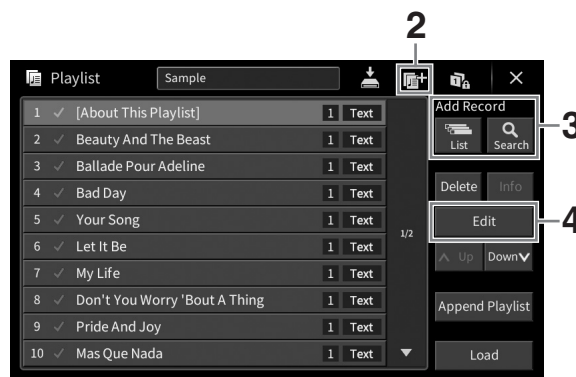 2
Playlist Sample
Add Record
List Search
3
1 [About This Playlist] 1 Text
2 Beauty And The Beast 1 Text
3 Ballade Pour Adeline 1 Text
4 Bad Day 1 Text
5 Your Song 1 Text
6 Let It Be 1 Text
7 My Life 1 Text
8 Don't You Worry 'Bout A Thing 1 Text
9 Pride And Joy 1 Text
10 Mas Que Nada 1 Text
1/2
Delete Info
Edit
4
Up Down
Append Playlist
Load